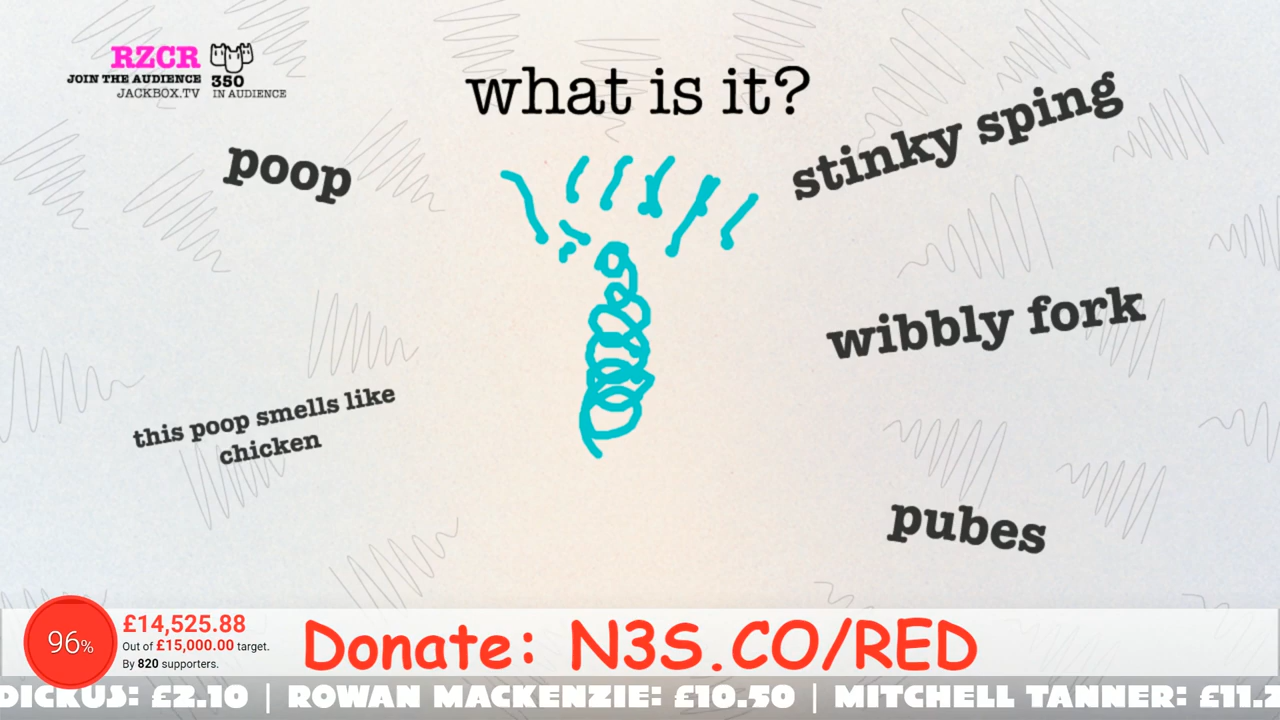 RZCR
JOIN THE AUDIENCE
JACKBOX.TV
350
IN AUDIENCE
what is it?
poop
stinky sping
wibbly fork
this poop smells like
chicken
pubes
96%
£14,525.88
Out of £15,000.00 target.
By 820 supporters.
Donate: N3S.CO/RED
DICKUS: £2.10 | ROWAN MACKENZIE: £10.50 | MITCHELL TANNER: £11.2